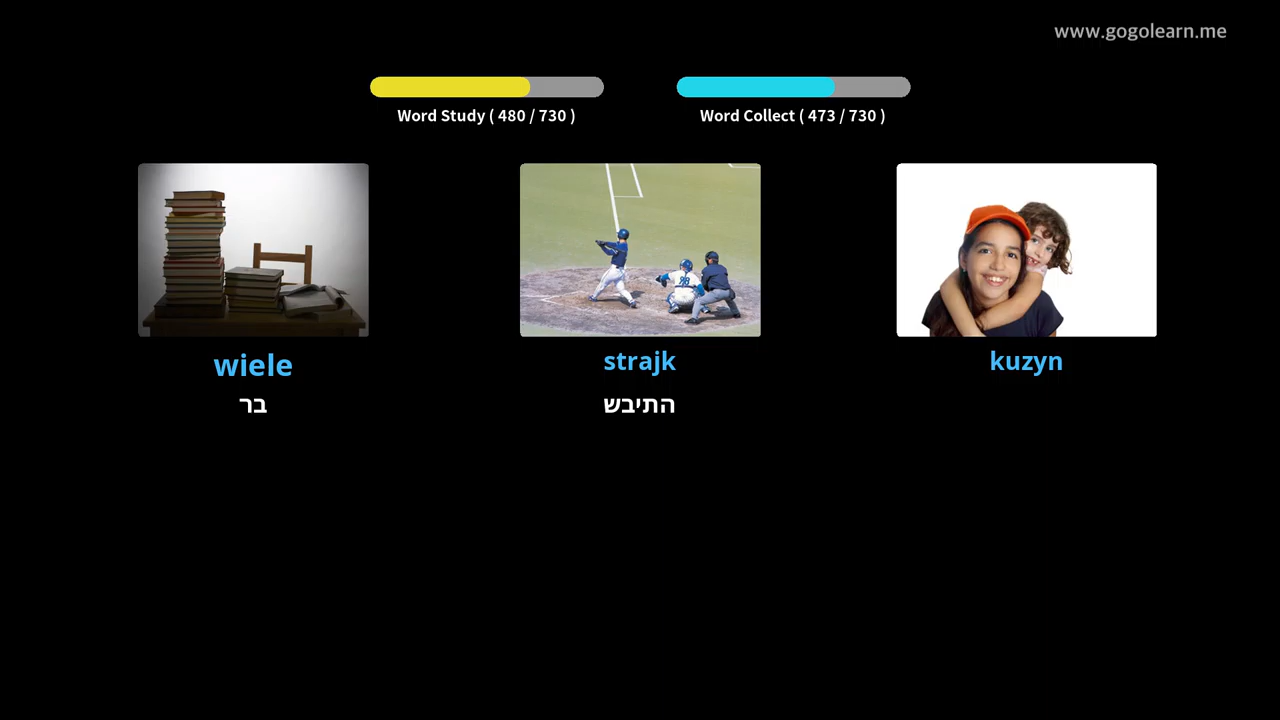 www.gogolearn.me
Word Study ( 480 / 730 )
Word Collect ( 473 / 730 )
wiele
בר
strajk
התיבש
kuzyn